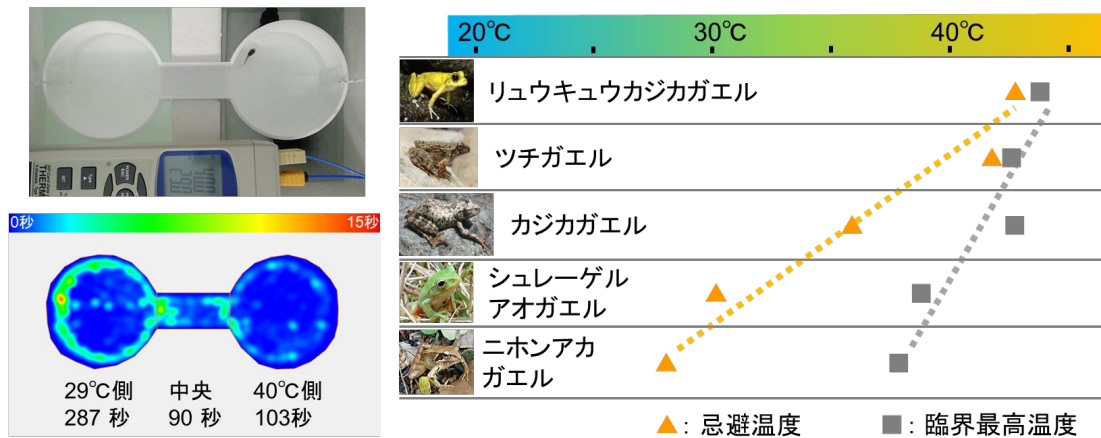 20℃ 30℃ 40℃
リュウキュウカジカガエル
ツチガエル
カジカガエル
シュレーゲル
アオガエル
ニホンアカ
ガエル
▲: 忌避温度 ■: 臨界最高温度
THERM
0秒 15秒
29℃側 中央 40℃側
287 秒 90 秒 103秒